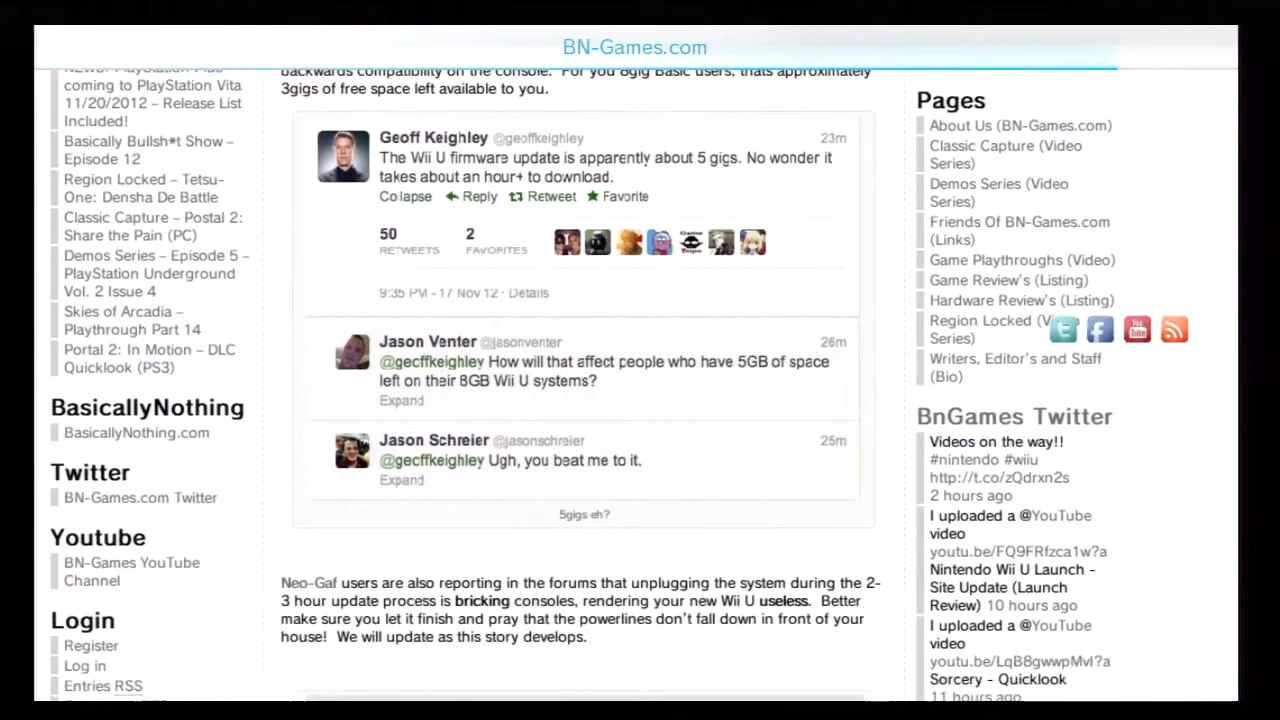 BN-Games.com
coming to PlayStation Vita
11/20/2012 – Release List
Included!
Basically Bullsh*t Show –
Episode 12
Region Locked – Tetsu-
One: Densha De Battle
Classic Capture – Postal 2:
Share the Pain (PC)
Demos Series – Episode 5 –
PlayStation Underground
Vol. 2 Issue 4
Skies of Arcadia –
Playthrough Part 14
Portal 2: In Motion – DLC
Quicklook (PS3)
BasicallyNothing
BasicallyNothing.com
Twitter
BN-Games.com Twitter
Youtube
BN-Games YouTube
Channel
Login
Register
Log in
Entries RSS
backwards compatibility on the console. For you 8gig Basic users, thats approximately
3gigs of free space left available to you.
Geoff Keighley @geoffkeighley 23m
The Wii U firmware update is apparently about 5 gigs. No wonder it
takes about an hour+ to download.
Collapse Reply Retweet Favorite
50 2
RETWEETS FAVORITES
9:35 PM - 17 Nov 12 · Details
Jason Venter @jasonventer 26m
@geoffkeighley How will that affect people who have 5GB of space
left on their 8GB Wii U systems?
Expand
Jason Schreier @jasonschreier 25m
@geoffkeighley Ugh, you beat me to it.
Expand
5gigs eh?
Neo-Gaf users are also reporting in the forums that unplugging the system during the 2-
3 hour update process is bricking consoles, rendering your new Wii U useless. Better
make sure you let it finish and pray that the powerlines don't fall down in front of your
house! We will update as this story develops.
Pages
About Us (BN-Games.com)
Classic Capture (Video
Series)
Demos Series (Video
Series)
Friends Of BN-Games.com
(Links)
Game Playthroughs (Video)
Game Review's (Listing)
Hardware Review's (Listing)
Region Locked
Series)
Writers, Editor's and Staff
(Bio)
BnGames Twitter
Videos on the way!!
#nintendo #wiiu
http://t.co/zQdrxn2s
2 hours ago
I uploaded a @YouTube
video
youtu.be/FQ9FRfzca1w?a
Nintendo Wii U Launch -
Site Update (Launch
Review) 10 hours ago
I uploaded a @YouTube
video
youtu.be/LqB8gwwpMvI?a
Sorcery - Quicklook
11 hours ago